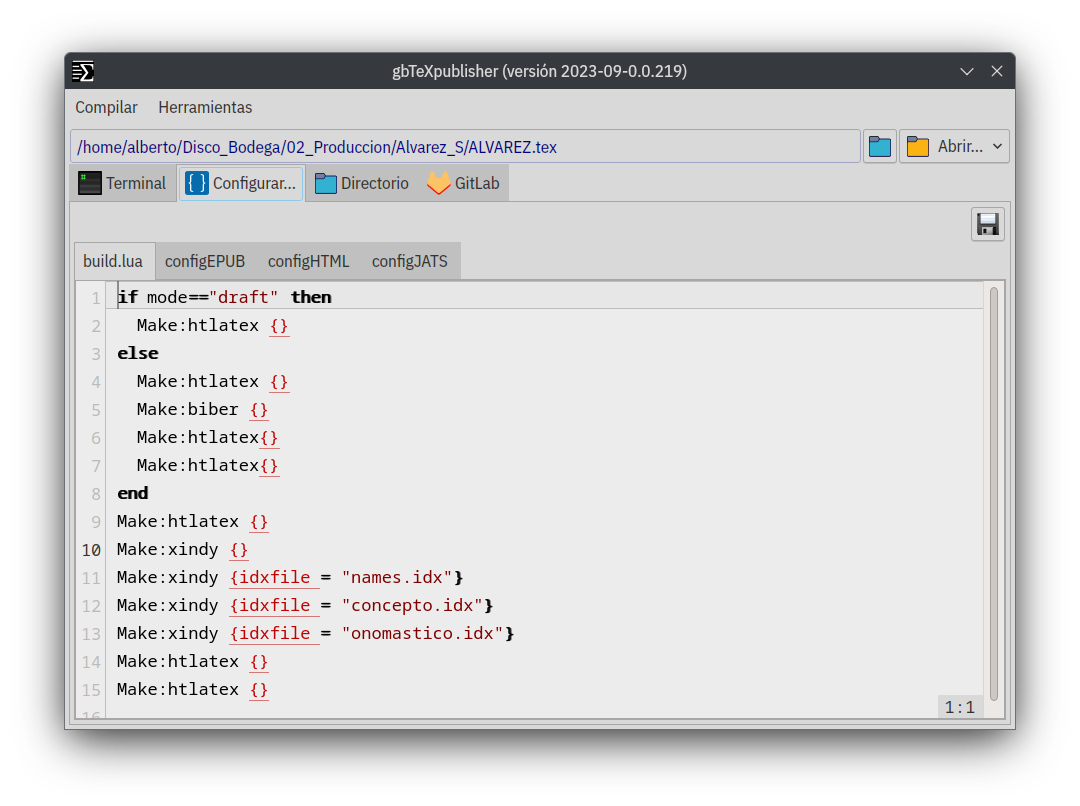 gbTeXpublisher (versión 2023-09-0.0.219)
Compilar Herramientas
/home/alberto/Disco_Bodega/02_Produccion/Alvarez_S/ALVAREZ.tex Abrir...
Terminal { } Configurar... Directorio GitLab
build.lua configEPUB configHTML configJATS
1 if mode=="draft" then
2 Make:htlatex {}
3 else
4 Make:htlatex {}
5 Make:biber {}
6 Make:htlatex{}
7 Make:htlatex{}
8 end
9 Make:htlatex {}
10 Make:xindy {}
11 Make:xindy {idxfile = "names.idx"}
12 Make:xindy {idxfile = "concepto.idx"}
13 Make:xindy {idxfile = "onomastico.idx"}
14 Make:htlatex {}
15 Make:htlatex {}
16
1:1